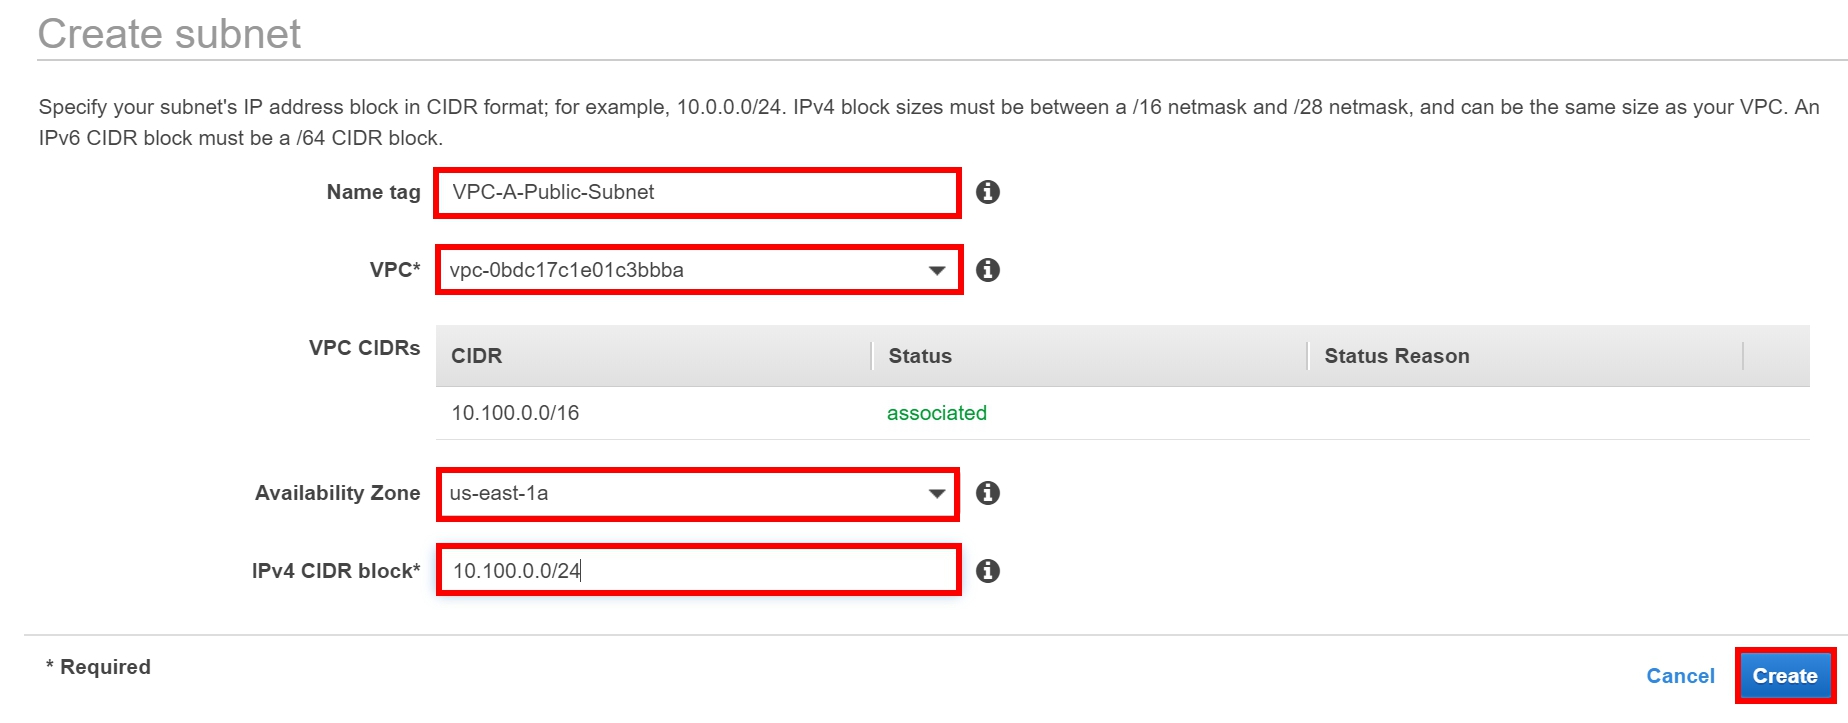 Create subnet
Specify your subnet's IP address block in CIDR format; for example, 10.0.0.0/24. IPv4 block sizes must be between a /16 netmask and /28 netmask, and can be the same size as your VPC. An
IPv6 CIDR block must be a /64 CIDR block.
Name tag VPC-A-Public-Subnet
VPC* vpc-0bdc17c1e01c3bbba
VPC CIDRs CIDR Status Status Reason
10.100.0.0/16 associated
Availability Zone us-east-1a
IPv4 CIDR block* 10.100.0.0/24
* Required
Cancel Create